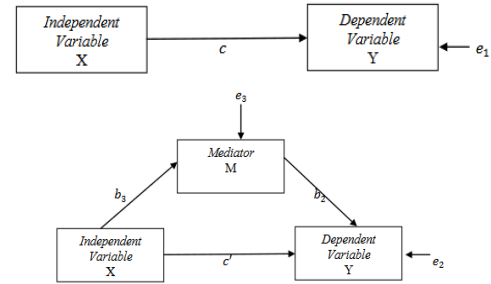 Independent
Variable
X
c
Dependent
Variable
Y
e₁
e₃
Mediator
M
b₃
b₂
Independent
Variable
X
c'
Dependent
Variable
Y
e₂